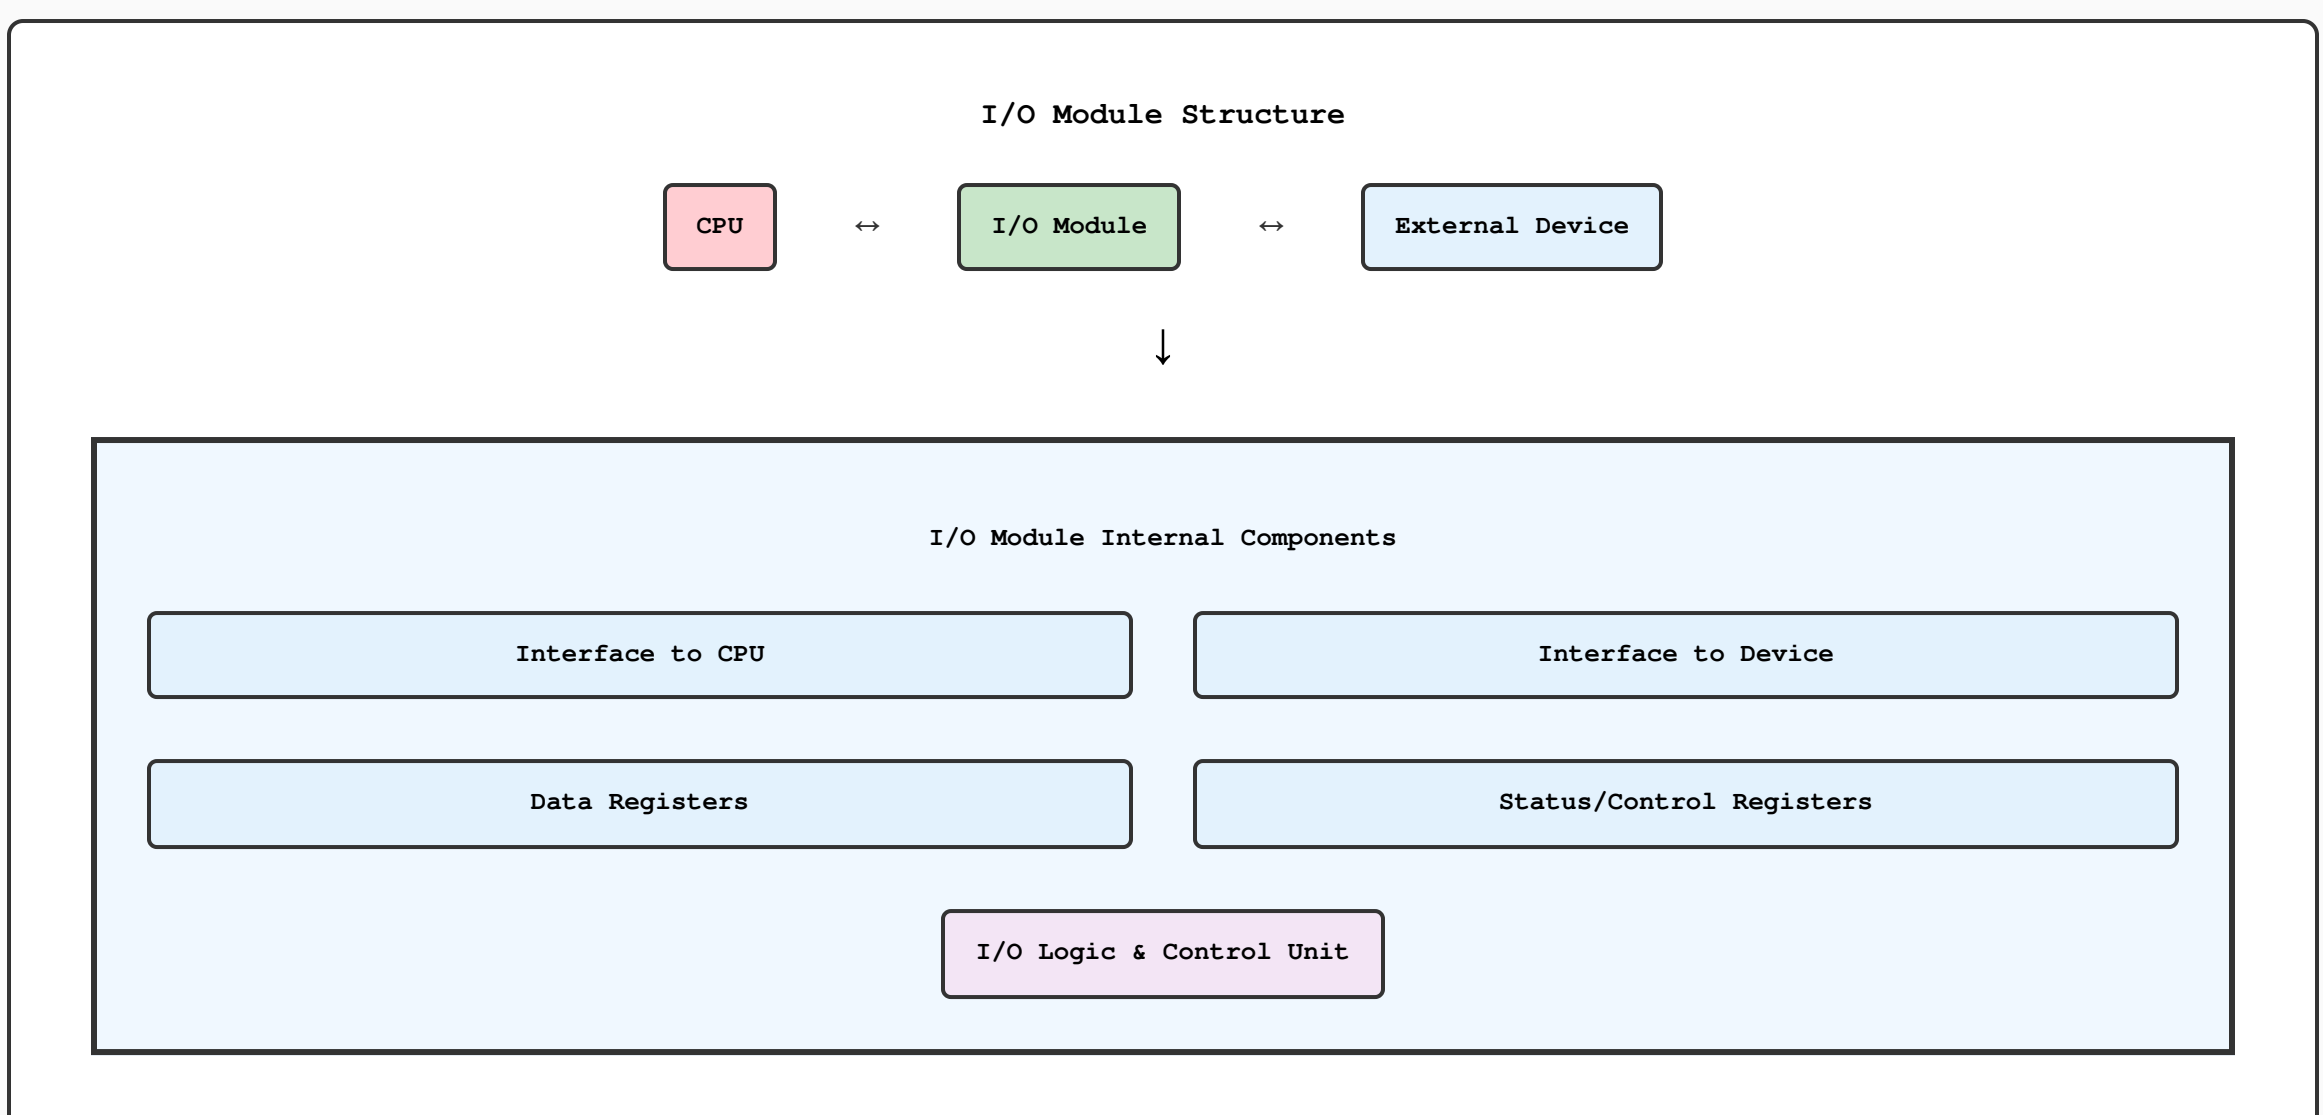 I/O Module Structure
CPU ↔ I/O Module ↔ External Device
↓
I/O Module Internal Components
Interface to CPU
Interface to Device
Data Registers
Status/Control Registers
I/O Logic & Control Unit